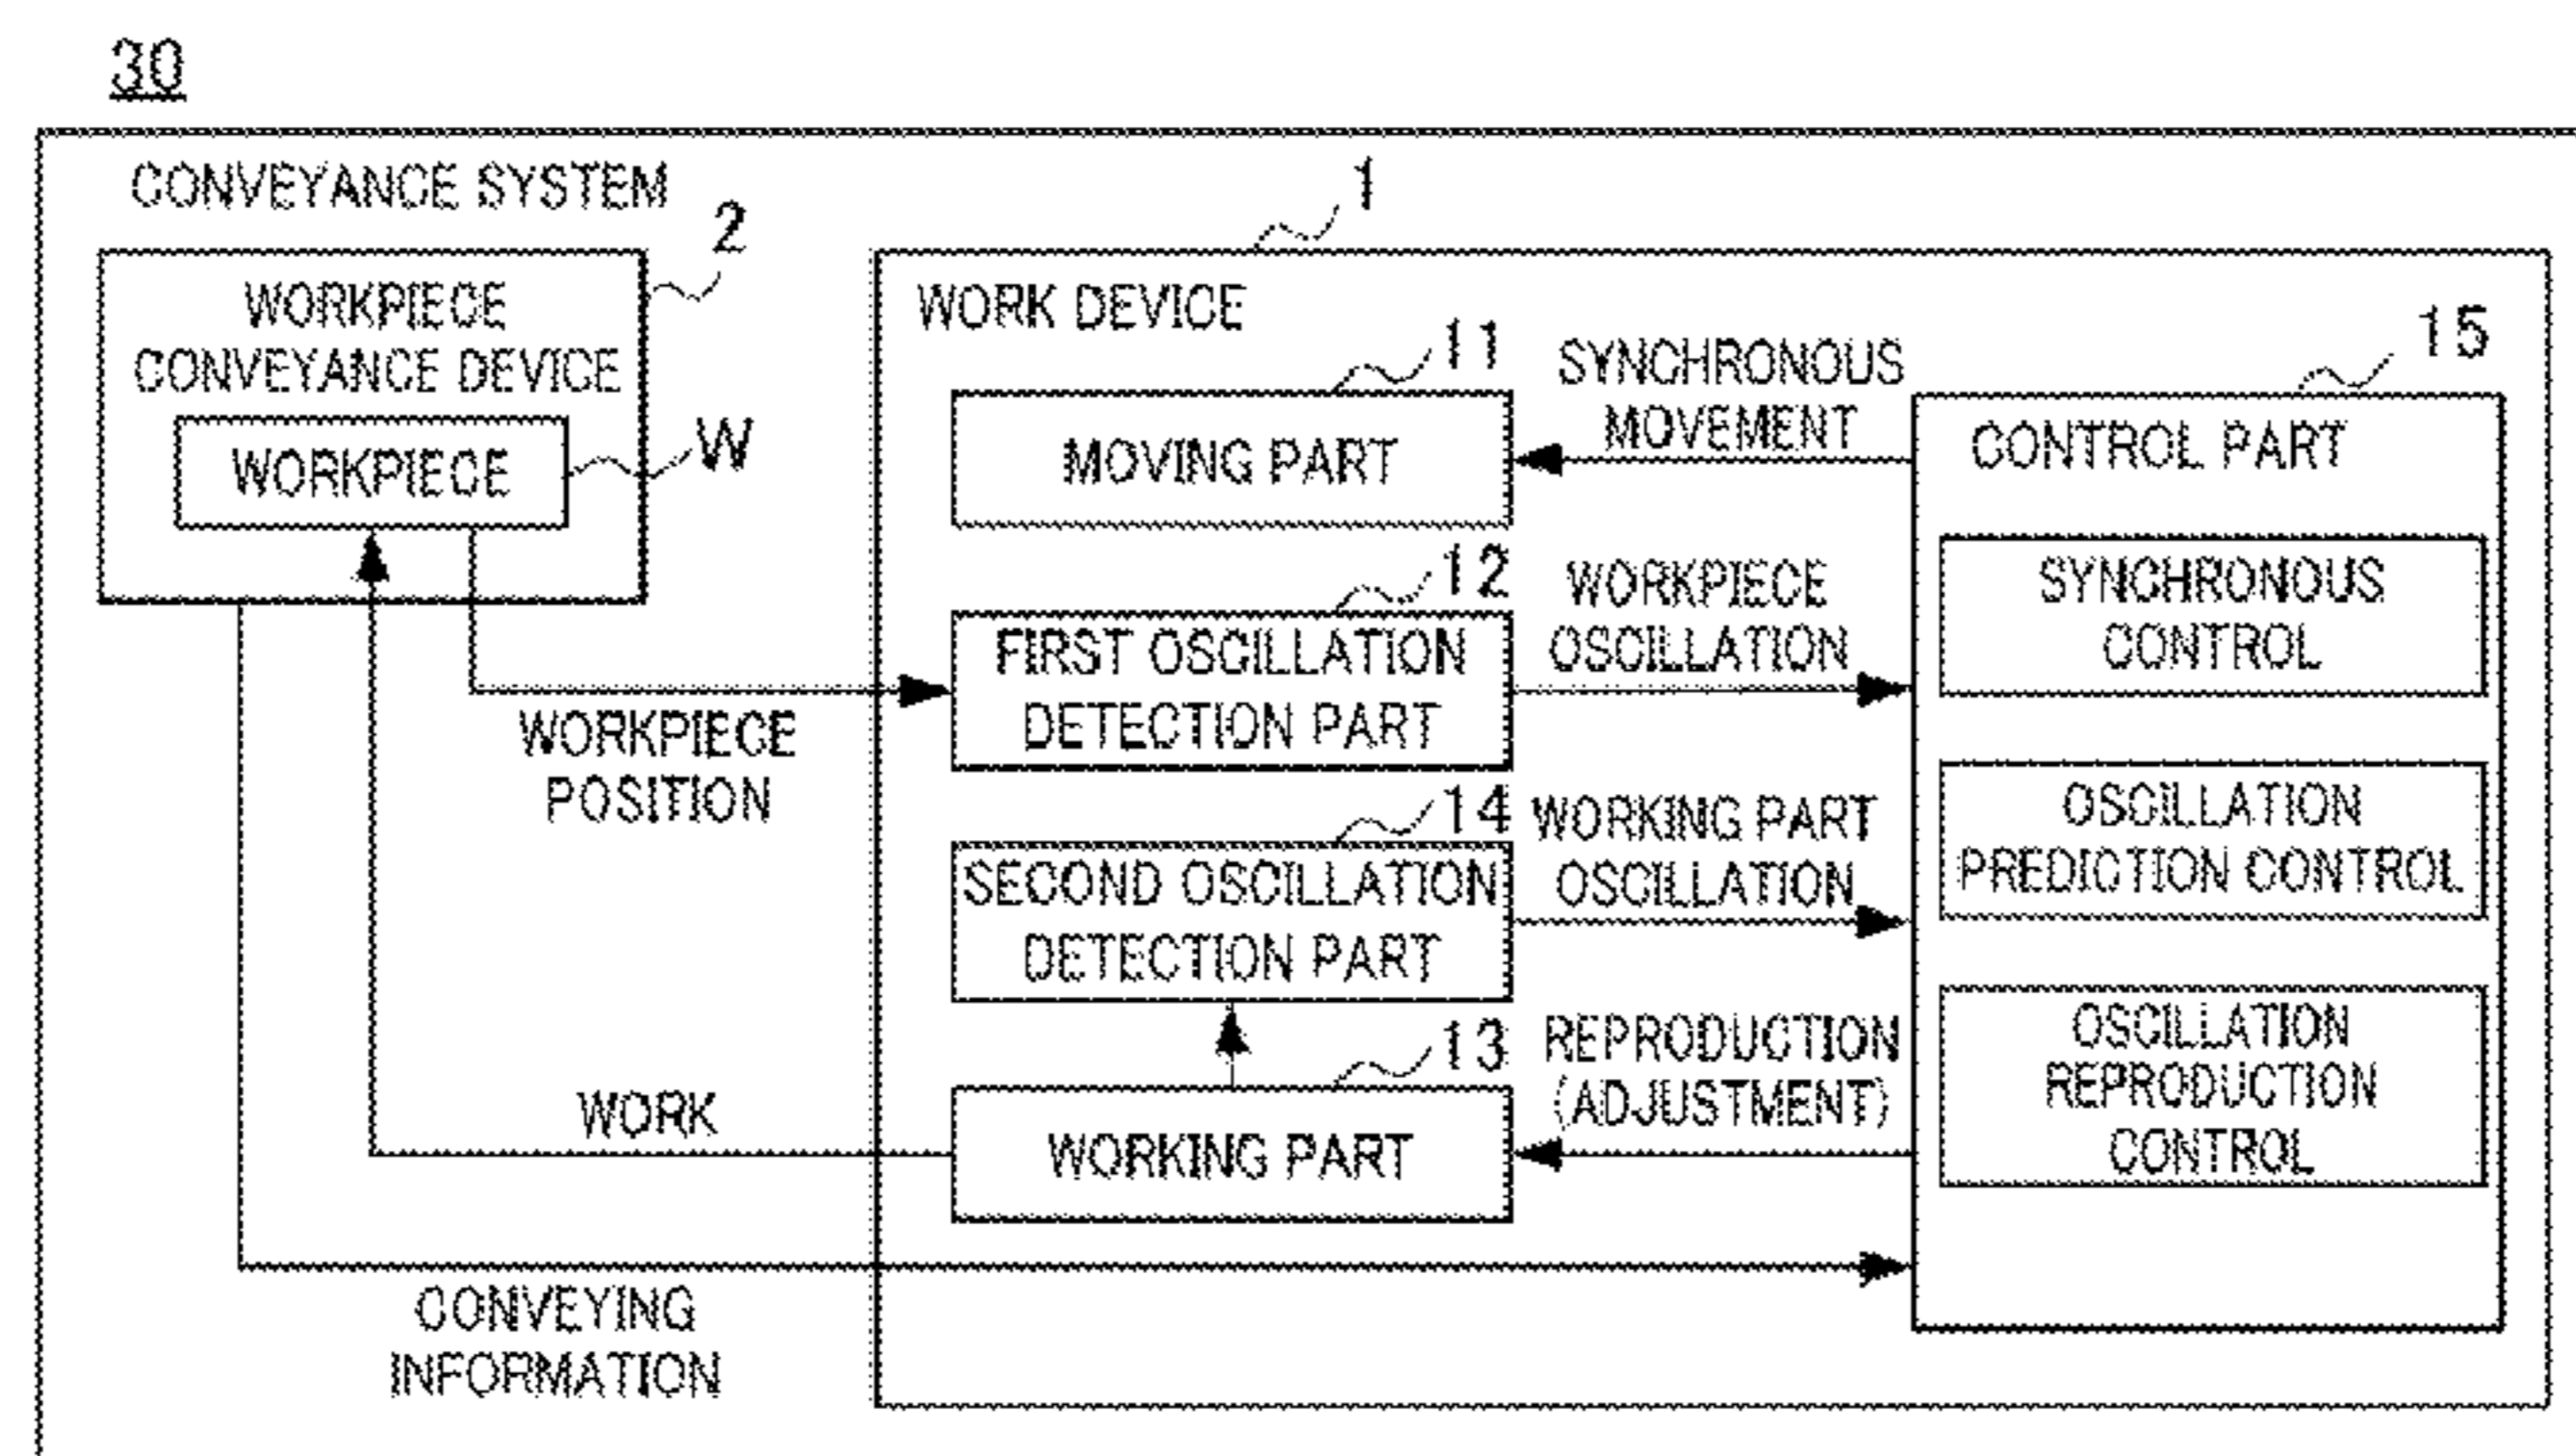 30
CONVEYANCE SYSTEM
2
WORKPIECE
CONVEYANCE DEVICE
WORKPIECE
W
1
WORK DEVICE
11
MOVING PART
SYNCHRONOUS
MOVEMENT
15
CONTROL PART
12
FIRST OSCILLATION
DETECTION PART
WORKPIECE
OSCILLATION
SYNCHRONOUS
CONTROL
WORKPIECE
POSITION
14
SECOND OSCILLATION
DETECTION PART
WORKING PART
OSCILLATION
OSCILLATION
PREDICTION CONTROL
13
WORKING PART
REPRODUCTION
(ADJUSTMENT)
OSCILLATION
REPRODUCTION
CONTROL
WORK
CONVEYING
INFORMATION